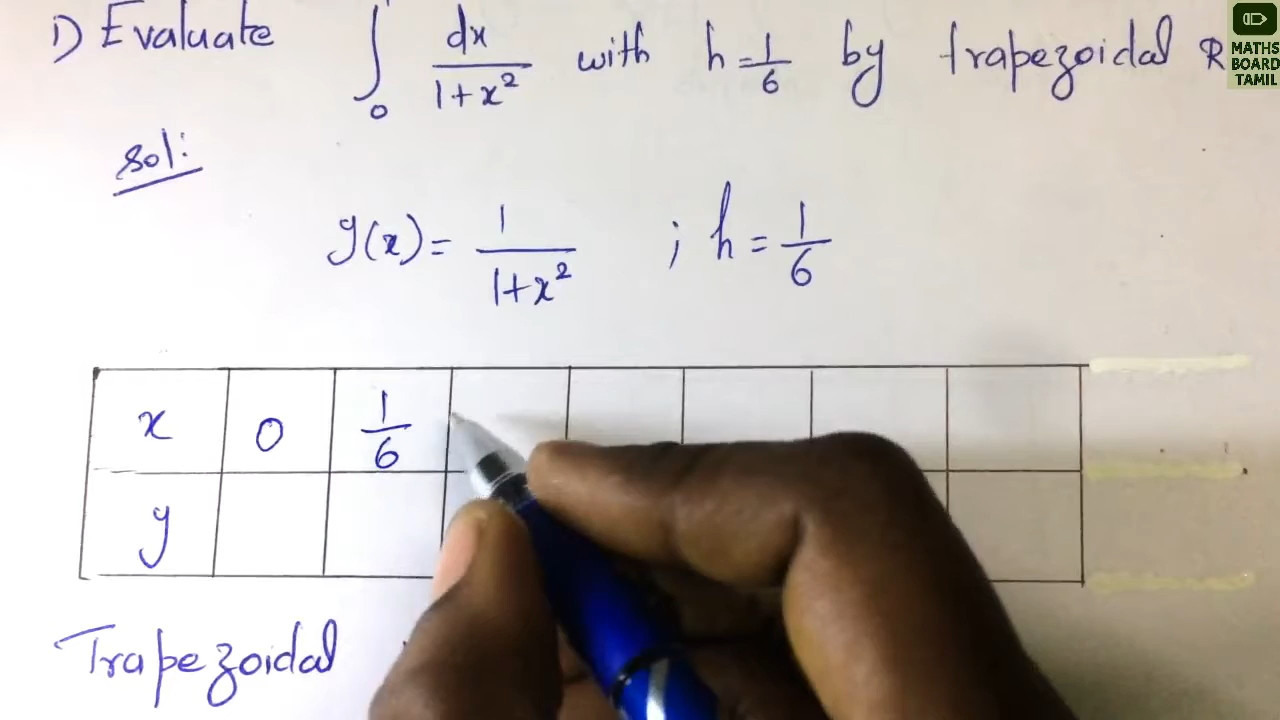 1) Evaluate ∫₀ dx/(1+x²) with h=1/6 by trapezoidal R
sol:
y(x) = 1/(1+x²) ; h = 1/6
x 0 1/6
y
Trapezoidal
MATHS
BOARD
TAMIL